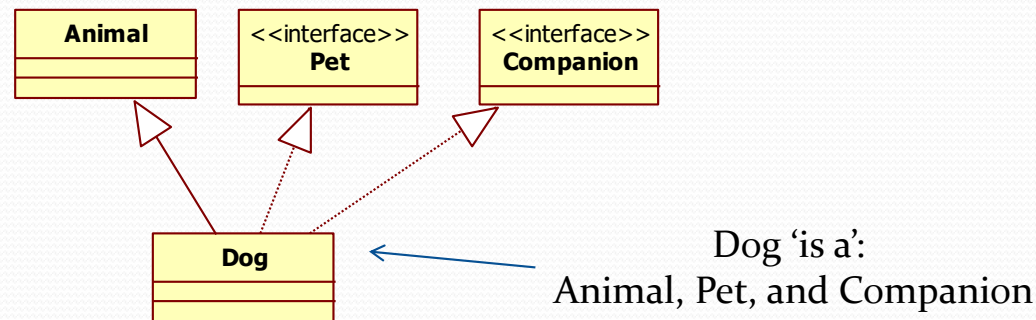 Animal
<<interface>>
Pet
<<interface>>
Companion
Dog
Dog ‘is a’:
Animal, Pet, and Companion